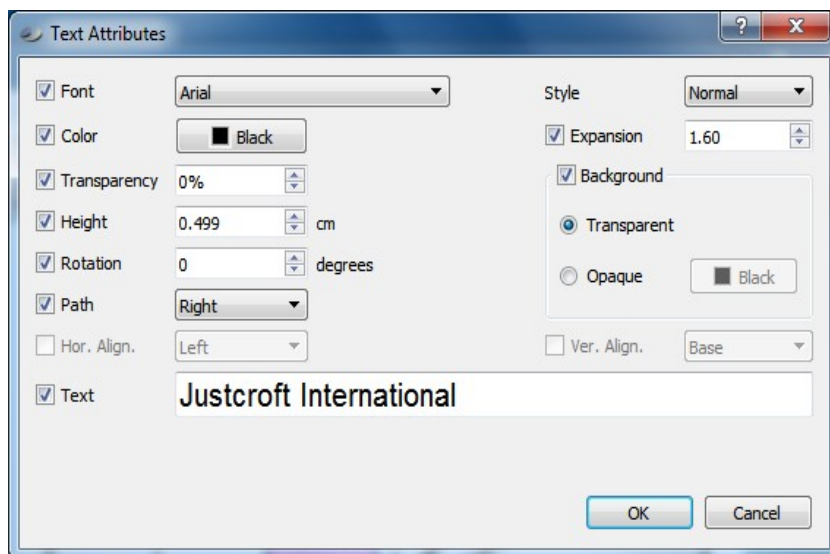 Text Attributes
?
X
Font Arial Style Normal
Color Black Expansion 1.60
Transparency 0% Background
Height 0.499 cm Transparent
Rotation 0 degrees Opaque Black
Path Right
Hor. Align. Left Ver. Align. Base
Text Justcroft International
OK Cancel